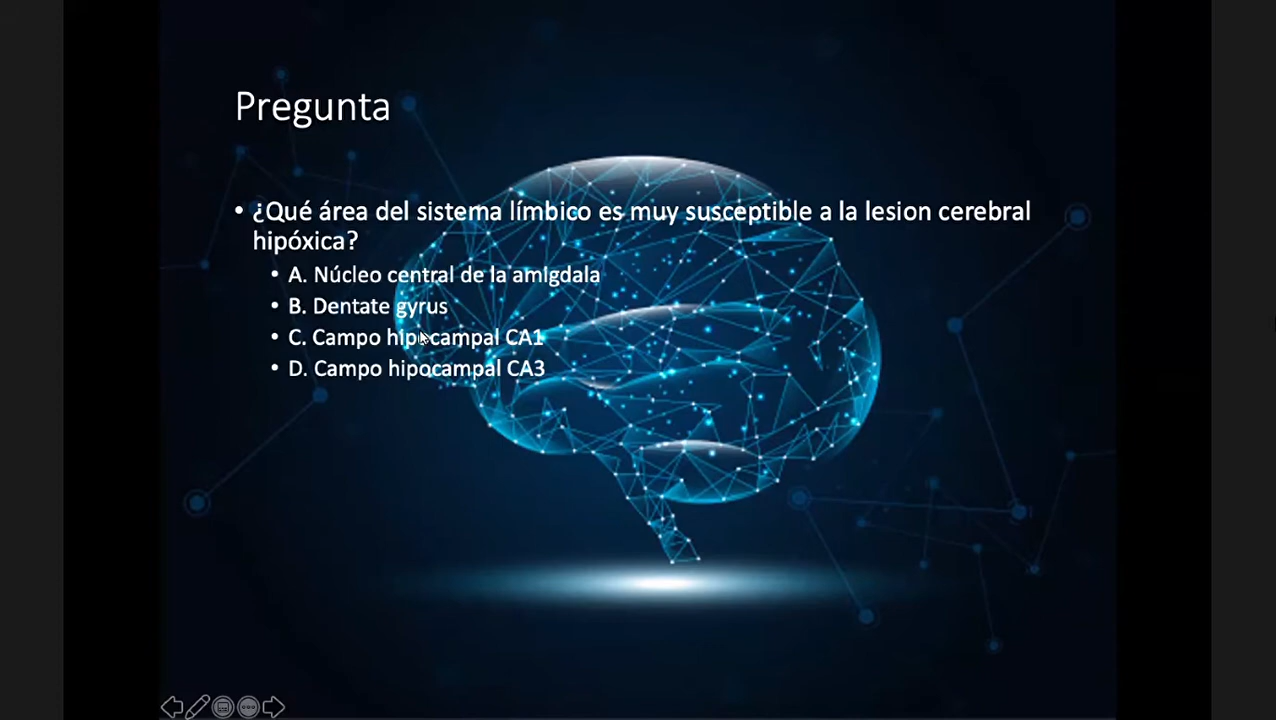 Pregunta
• ¿Qué área del sistema límbico es muy susceptible a la lesion cerebral
hipóxica?
• A. Núcleo central de la amigdala
• B. Dentate gyrus
• C. Campo hipocampal CA1
• D. Campo hipocampal CA3